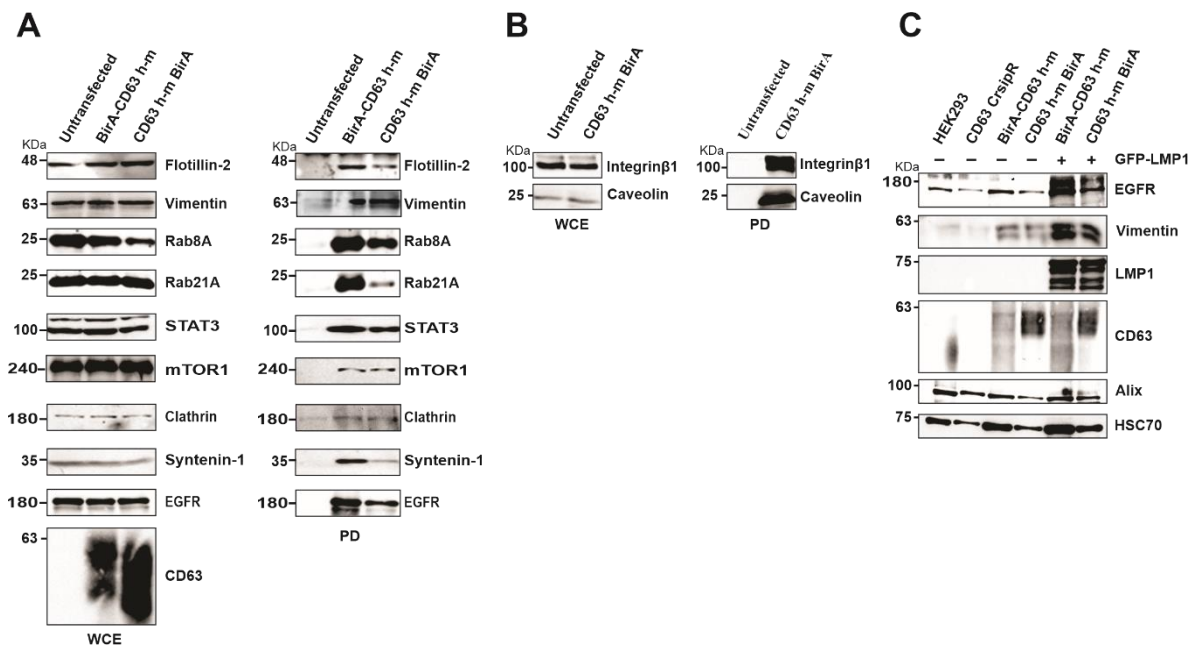 A
Untransfected
BirA-CD63 h-m
CD63 h-m BirA
KDa
48
Flotillin-2
63
Vimentin
25
Rab8A
25
Rab21A
100
STAT3
240
mTOR1
180
Clathrin
35
Syntenin-1
180
EGFR
63
CD63
WCE
Untransfected
BirA-CD63 h-m
CD63 h-m BirA
KDa
48
Flotillin-2
63
Vimentin
25
Rab8A
25
Rab21A
100
STAT3
240
mTOR1
180
Clathrin
35
Syntenin-1
180
EGFR
PD
B
Untransfected
CD63 h-m BirA
KDa
100
Integrinβ1
25
Caveolin
WCE
Untransfected
CD63 h-m BirA
KDa
100
Integrinβ1
25
Caveolin
PD
C
HEK293
CD63 CrsipR
BirA-CD63 h-m
CD63 h-m BirA
BirA-CD63 h-m
CD63 h-m BirA
KDa
– – – – + + GFP-LMP1
180
EGFR
63
Vimentin
75
LMP1
63
CD63
100
Alix
75
HSC70